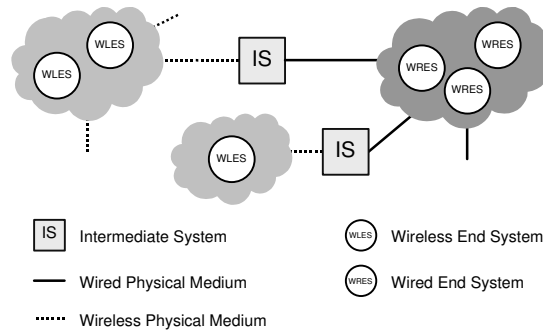 WLES
WLES
IS
WRES
WRES
WRES
WLES
IS
IS Intermediate System
WLES Wireless End System
Wired Physical Medium
WRES Wired End System
Wireless Physical Medium